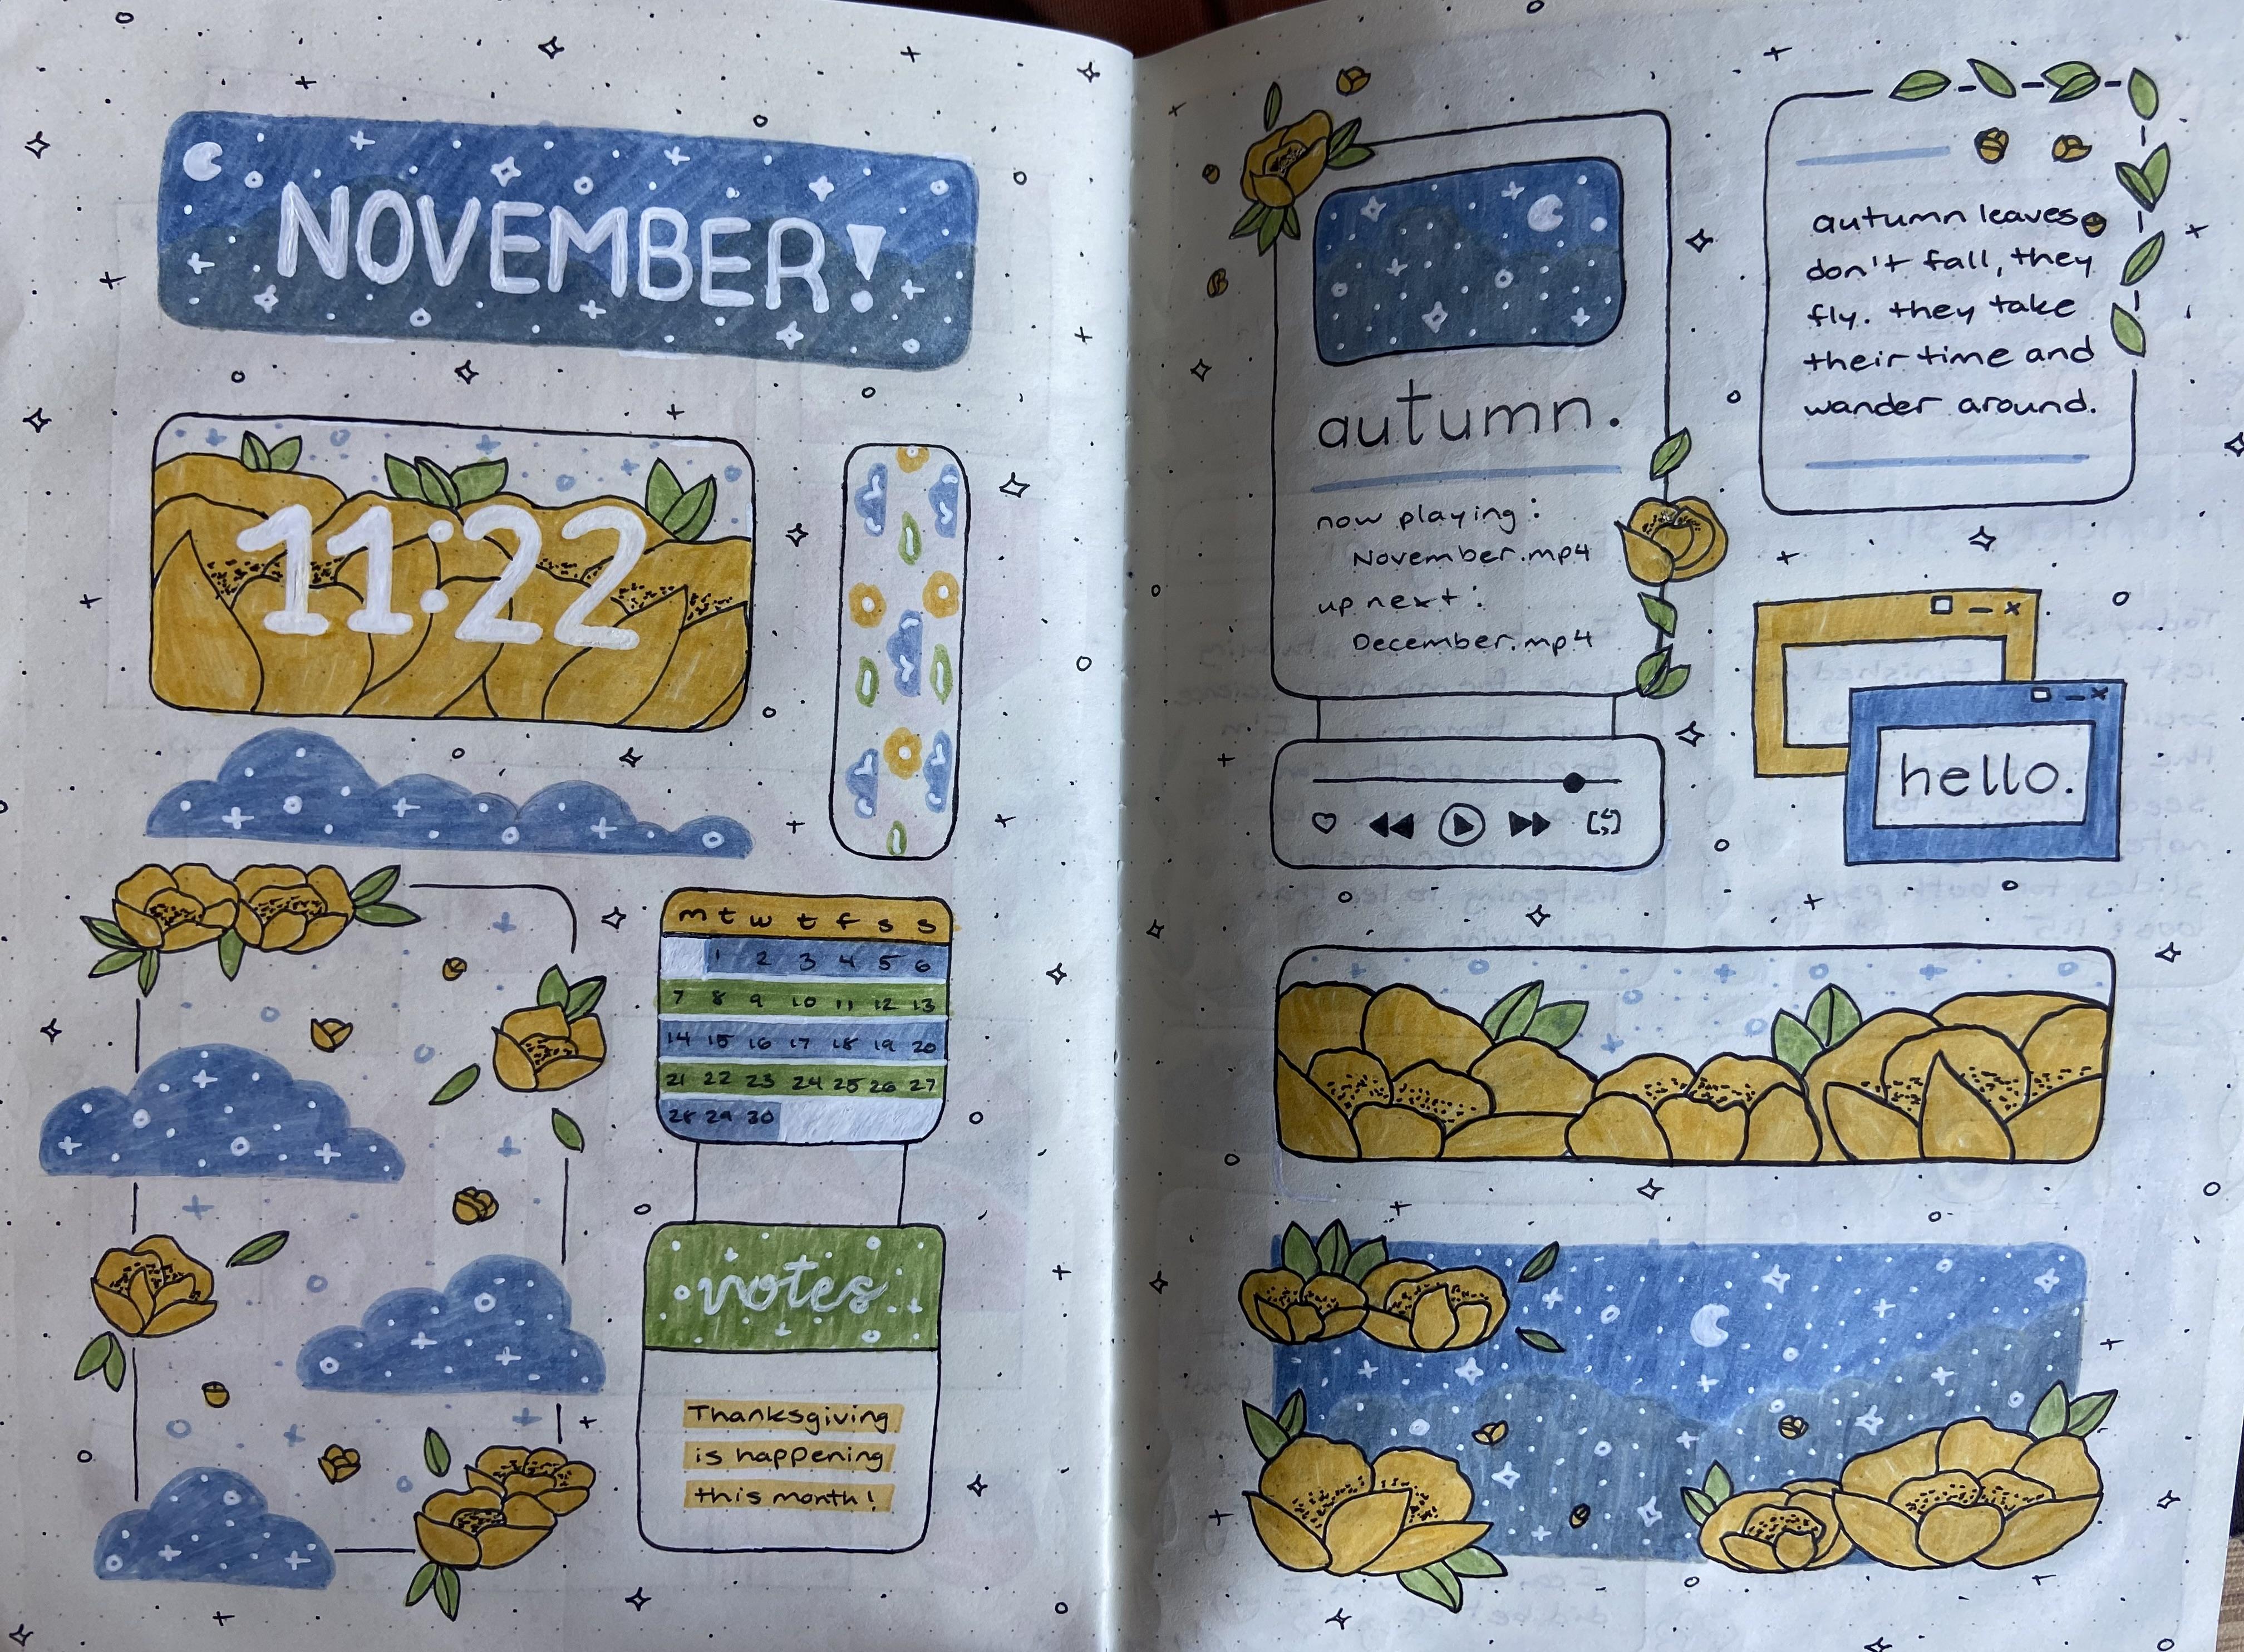 NOVEMBER!
11:22
m t w t f s s
1 2 3 4 5 6
7 8 9 10 11 12 13
14 15 16 17 18 19 20
21 22 23 24 25 26 27
28 29 30
notes
Thanksgiving
is happening
this month!
autumn.
now playing:
November.mp4
up next:
December.mp4
autumn leaves
don't fall, they
fly. they take
their time and
wander around.
hello.